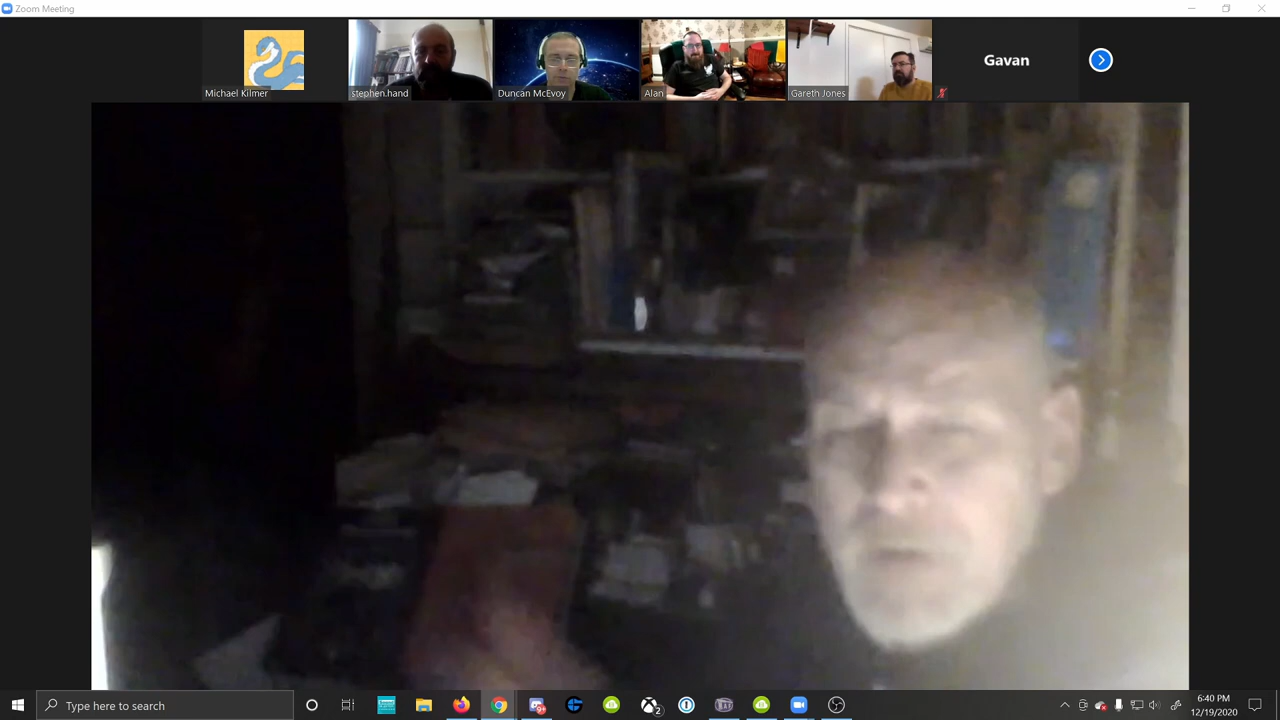 Zoom Meeting
Michael Kilmer
stephen.hand
Duncan McEvoy
Alan
Gareth Jones
Gavan
Type here to search
6:40 PM
12/19/2020